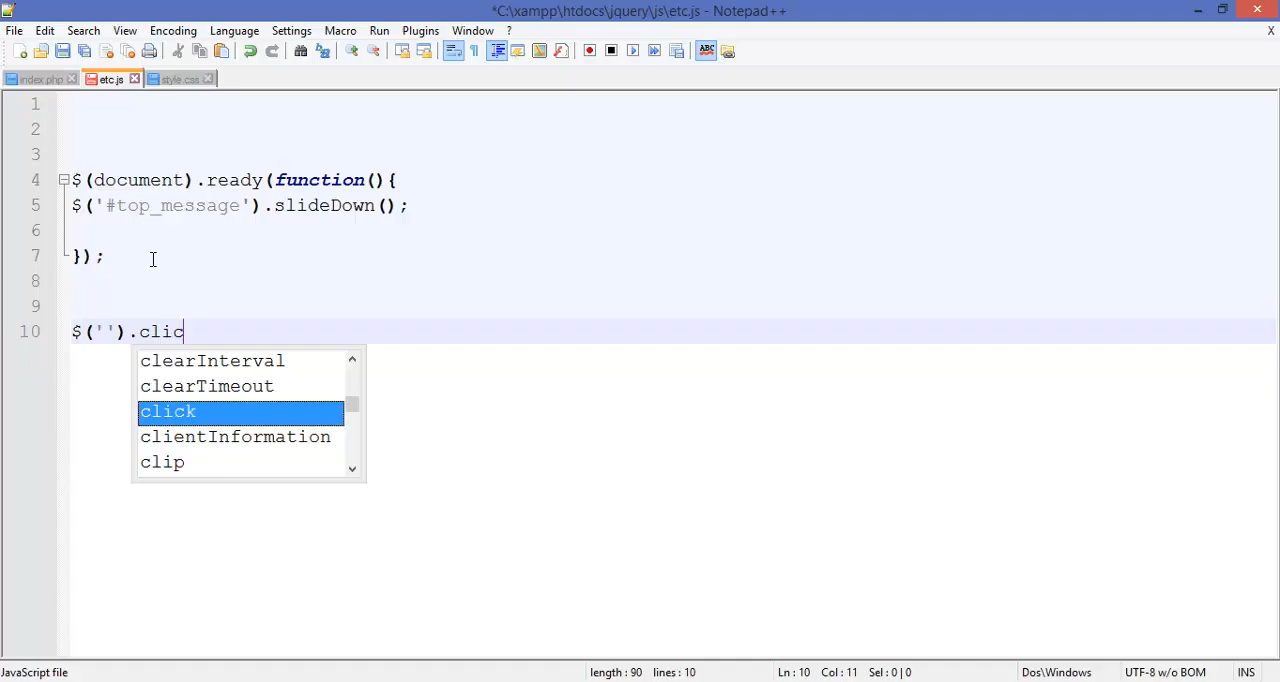 *C:\xampp\htdocs\jquery\js\etc.js - Notepad++
File Edit Search View Encoding Language Settings Macro Run Plugins Window ? X
index.php etc.js style.css
1
2
3
4 $(document).ready(function(){
5 $('#top_message').slideDown();
6
7 });
8
9
10 $('').clic
clearInterval
clearTimeout
click
clientInformation
clip
JavaScript file length : 90 lines : 10 Ln : 10 Col : 11 Sel : 0 | 0 Dos\Windows UTF-8 w/o BOM INS